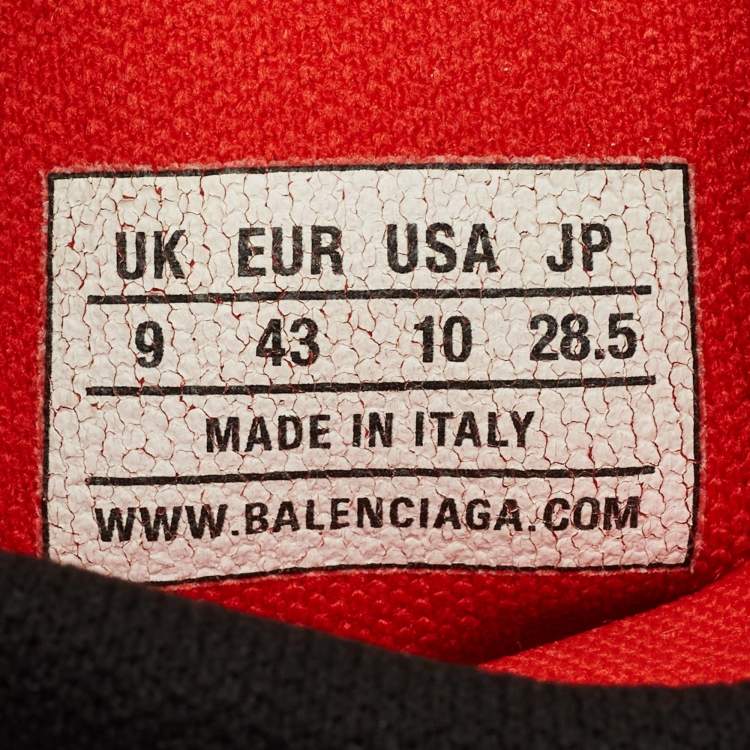 UK EUR USA JP
9 43 10 28.5
MADE IN ITALY
WWW.BALENCIAGA.COM